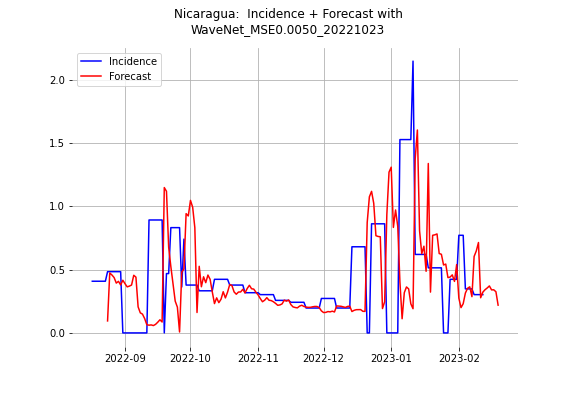 Nicaragua:  Incidence + Forecast with
WaveNet_MSE0.0050_20221023
Incidence
Forecast
2.0
1.5
1.0
0.5
0.0
2022-09
2022-10
2022-11
2022-12
2023-01
2023-02